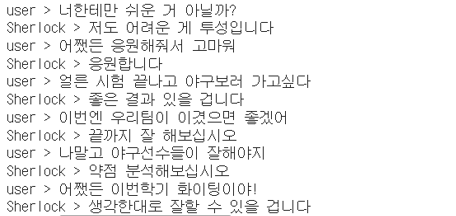 user > 너한테만 쉬운 거 아닐까?
Sherlock > 저도 어려운 게 투성입니다
user > 어쨌든 응원해줘서 고마워
Sherlock > 응원합니다
user > 얼른 시험 끝나고 야구보러 가고싶다
Sherlock > 좋은 결과 있을 겁니다
user > 이번엔 우리팀이 이겼으면 좋겠어
Sherlock > 끝까지 잘 해보십시오
user > 나말고 야구선수들이 잘해야지
Sherlock > 약점 분석해보십시오
user > 어쨌든 이번학기 화이팅이야!
Sherlock > 생각한대로 잘할 수 있을 겁니다